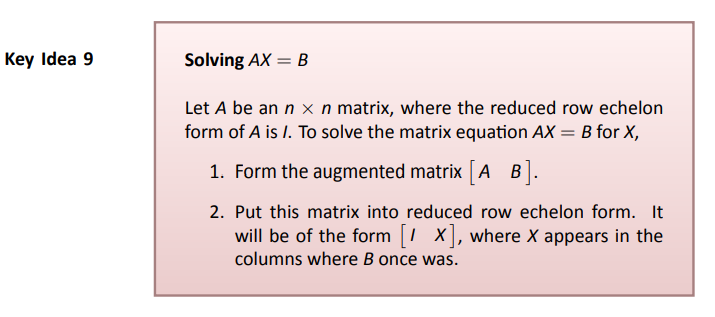 Key Idea 9
Solving AX = B
Let A be an n × n matrix, where the reduced row echelon
form of A is I. To solve the matrix equation AX = B for X,
1. Form the augmented matrix [A B].
2. Put this matrix into reduced row echelon form. It
will be of the form [I X], where X appears in the
columns where B once was.